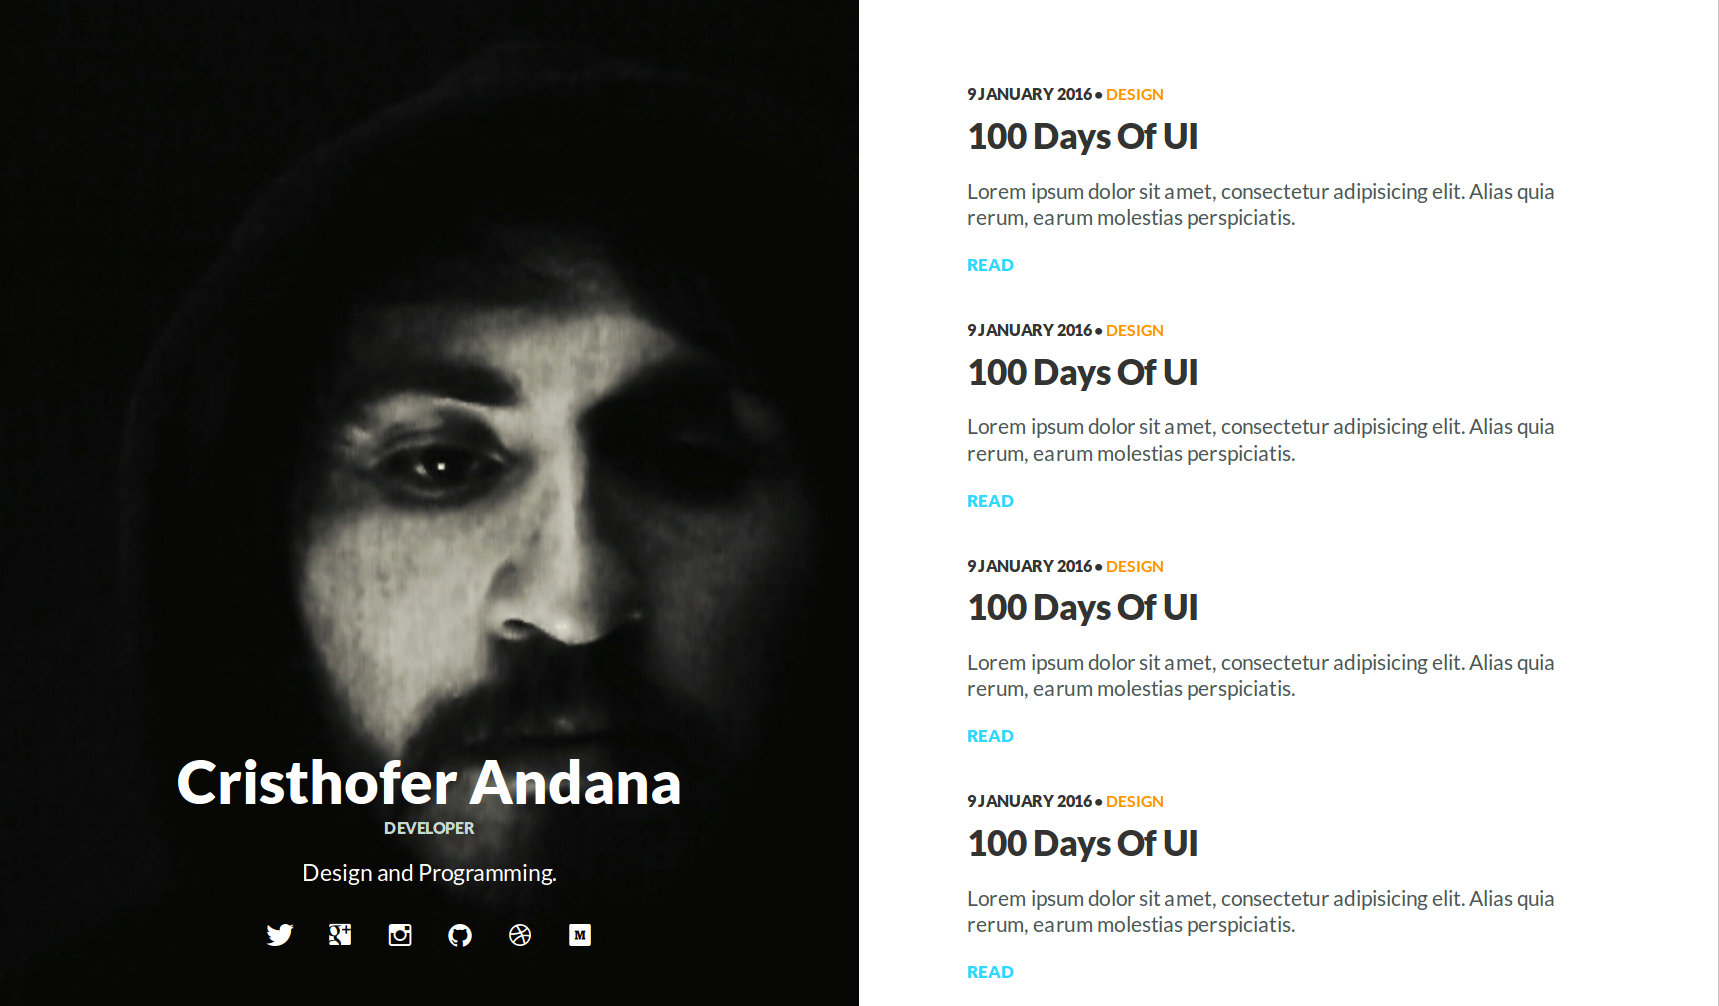 Cristhofer Andana
DEVELOPER
Design and Programming.
g+
M
9 JANUARY 2016 • DESIGN
100 Days Of UI
Lorem ipsum dolor sit amet, consectetur adipisicing elit. Alias quia
rerum, earum molestias perspiciatis.
READ
9 JANUARY 2016 • DESIGN
100 Days Of UI
Lorem ipsum dolor sit amet, consectetur adipisicing elit. Alias quia
rerum, earum molestias perspiciatis.
READ
9 JANUARY 2016 • DESIGN
100 Days Of UI
Lorem ipsum dolor sit amet, consectetur adipisicing elit. Alias quia
rerum, earum molestias perspiciatis.
READ
9 JANUARY 2016 • DESIGN
100 Days Of UI
Lorem ipsum dolor sit amet, consectetur adipisicing elit. Alias quia
rerum, earum molestias perspiciatis.
READ